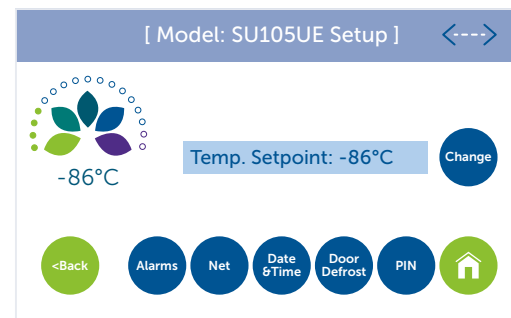 [ Model: SU105UE Setup ]
<---->
-86°C
Temp. Setpoint: -86°C
Change
<Back
Alarms
Net
Date
&Time
Door
Defrost
PIN